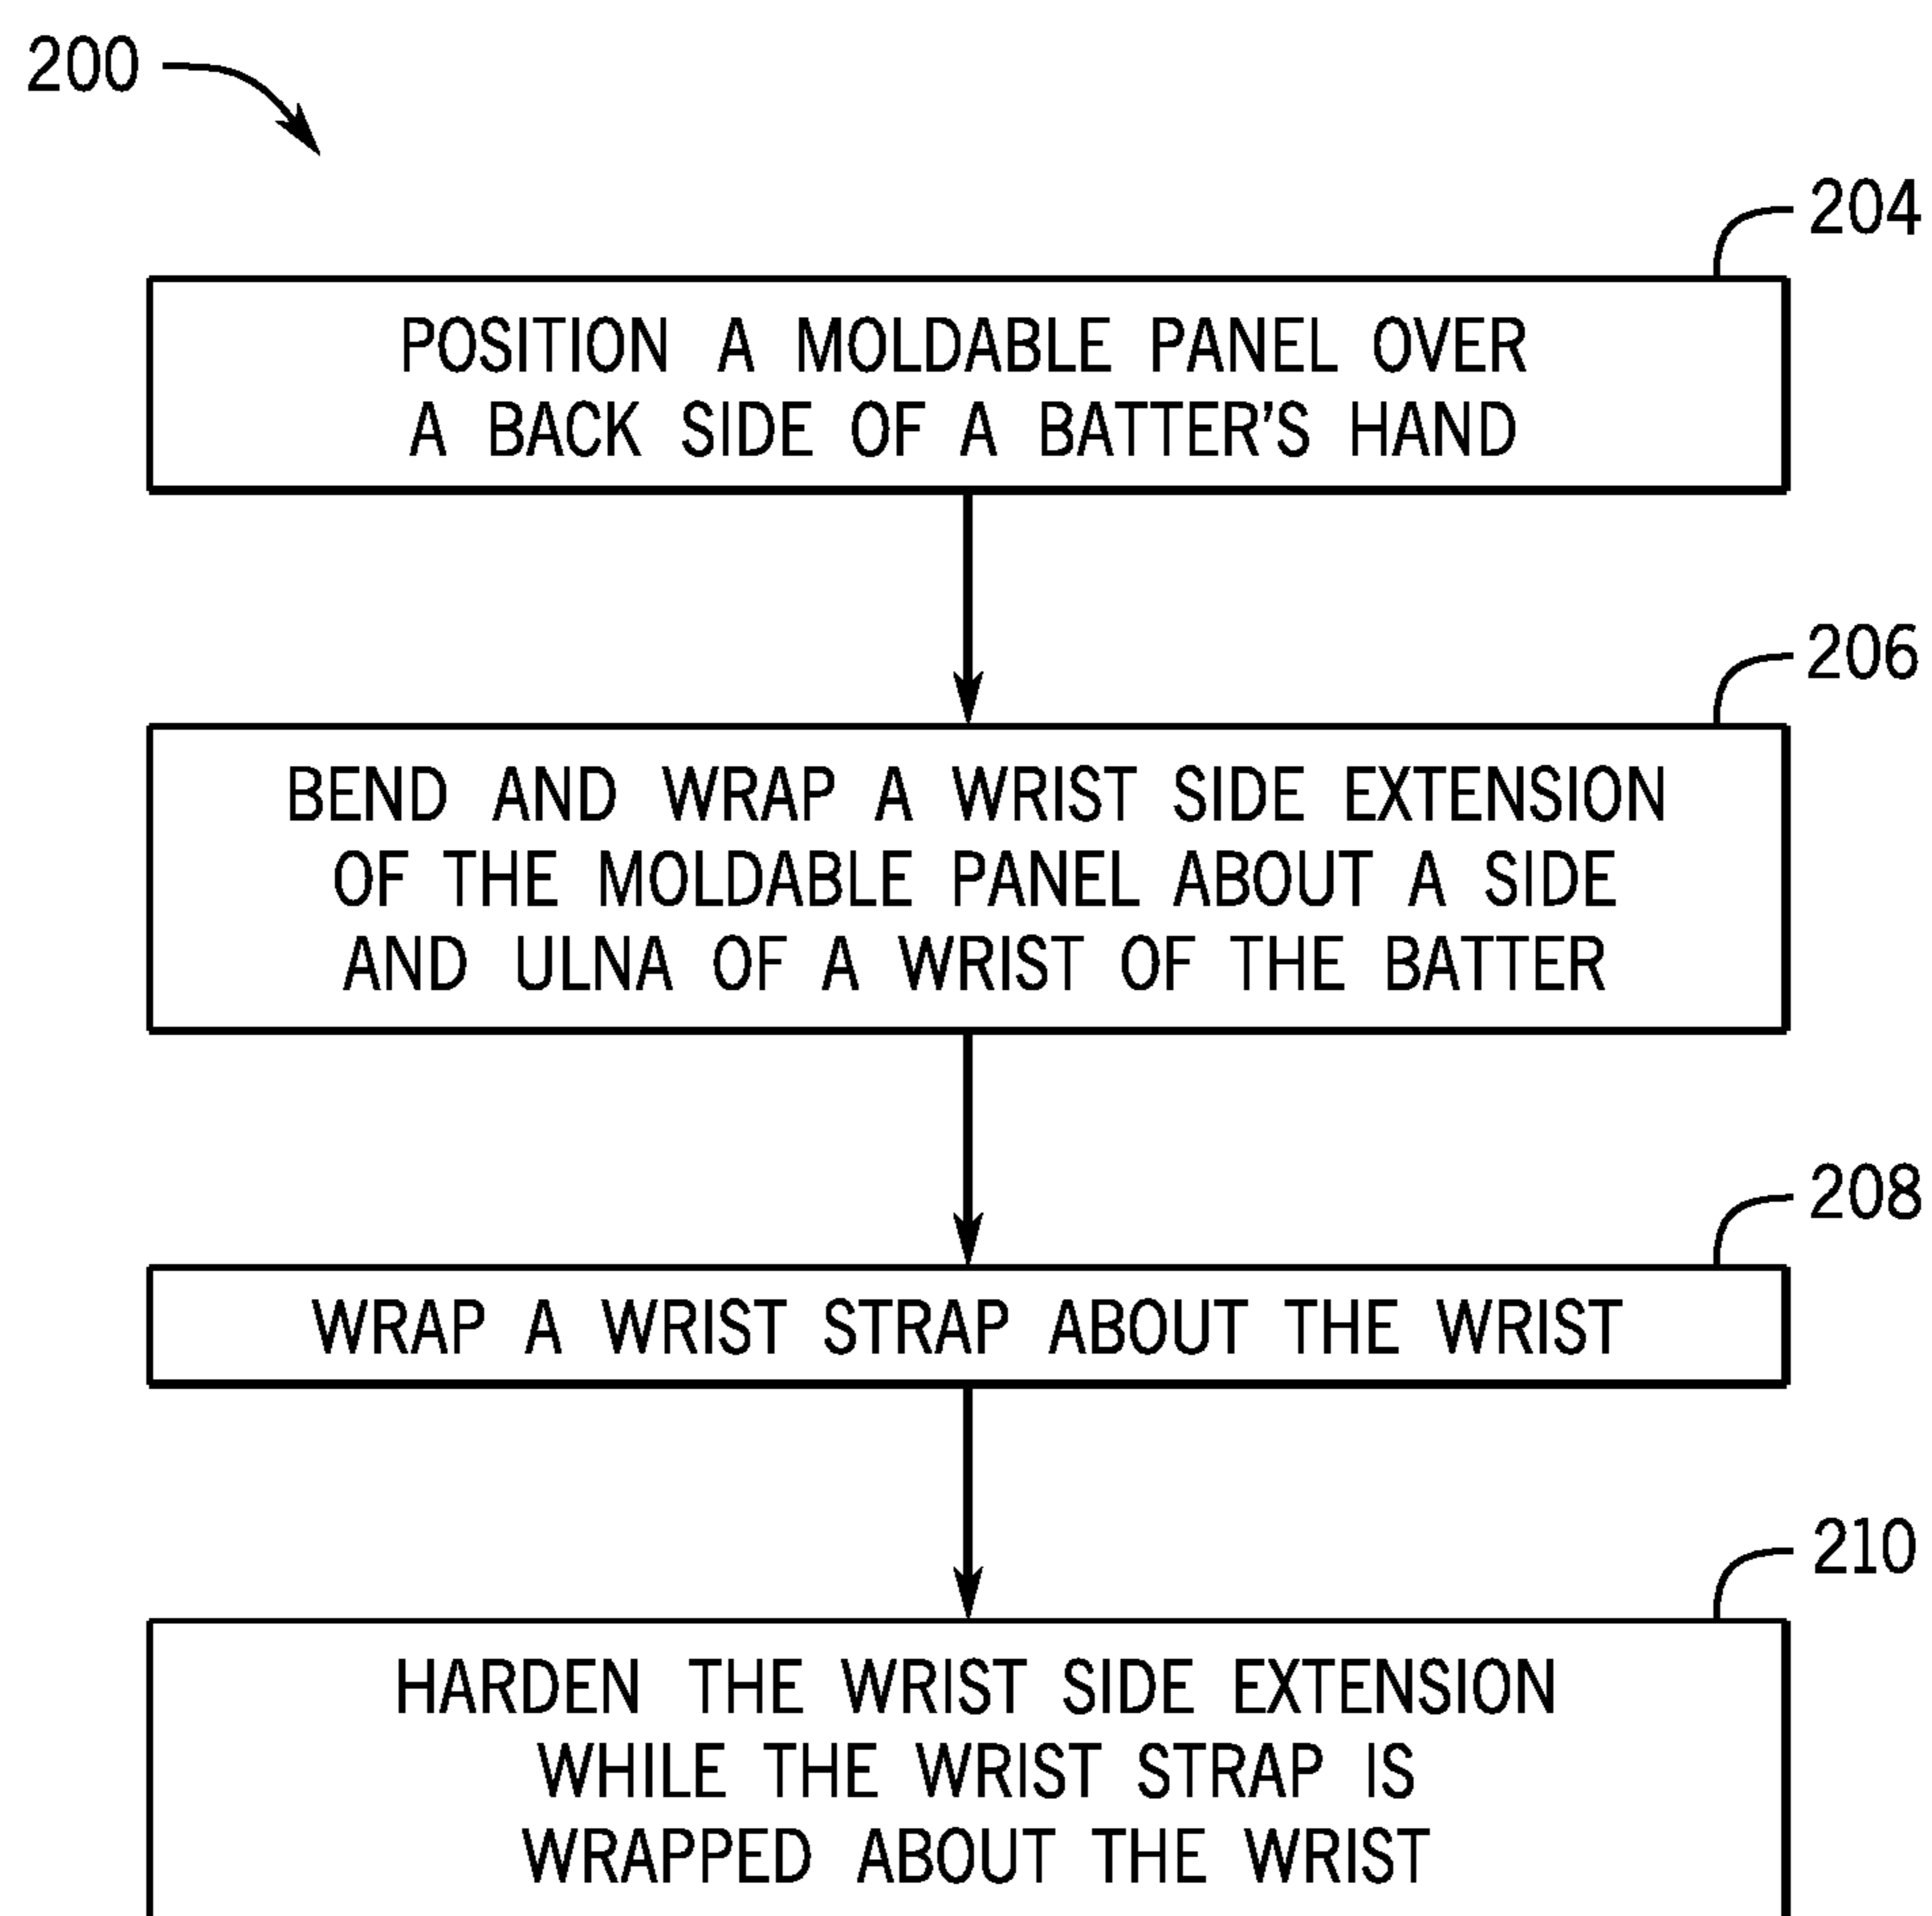 200
204
POSITION A MOLDABLE PANEL OVER
A BACK SIDE OF A BATTER'S HAND
206
BEND AND WRAP A WRIST SIDE EXTENSION
OF THE MOLDABLE PANEL ABOUT A SIDE
AND ULNA OF A WRIST OF THE BATTER
208
WRAP A WRIST STRAP ABOUT THE WRIST
210
HARDEN THE WRIST SIDE EXTENSION
WHILE THE WRIST STRAP IS
WRAPPED ABOUT THE WRIST